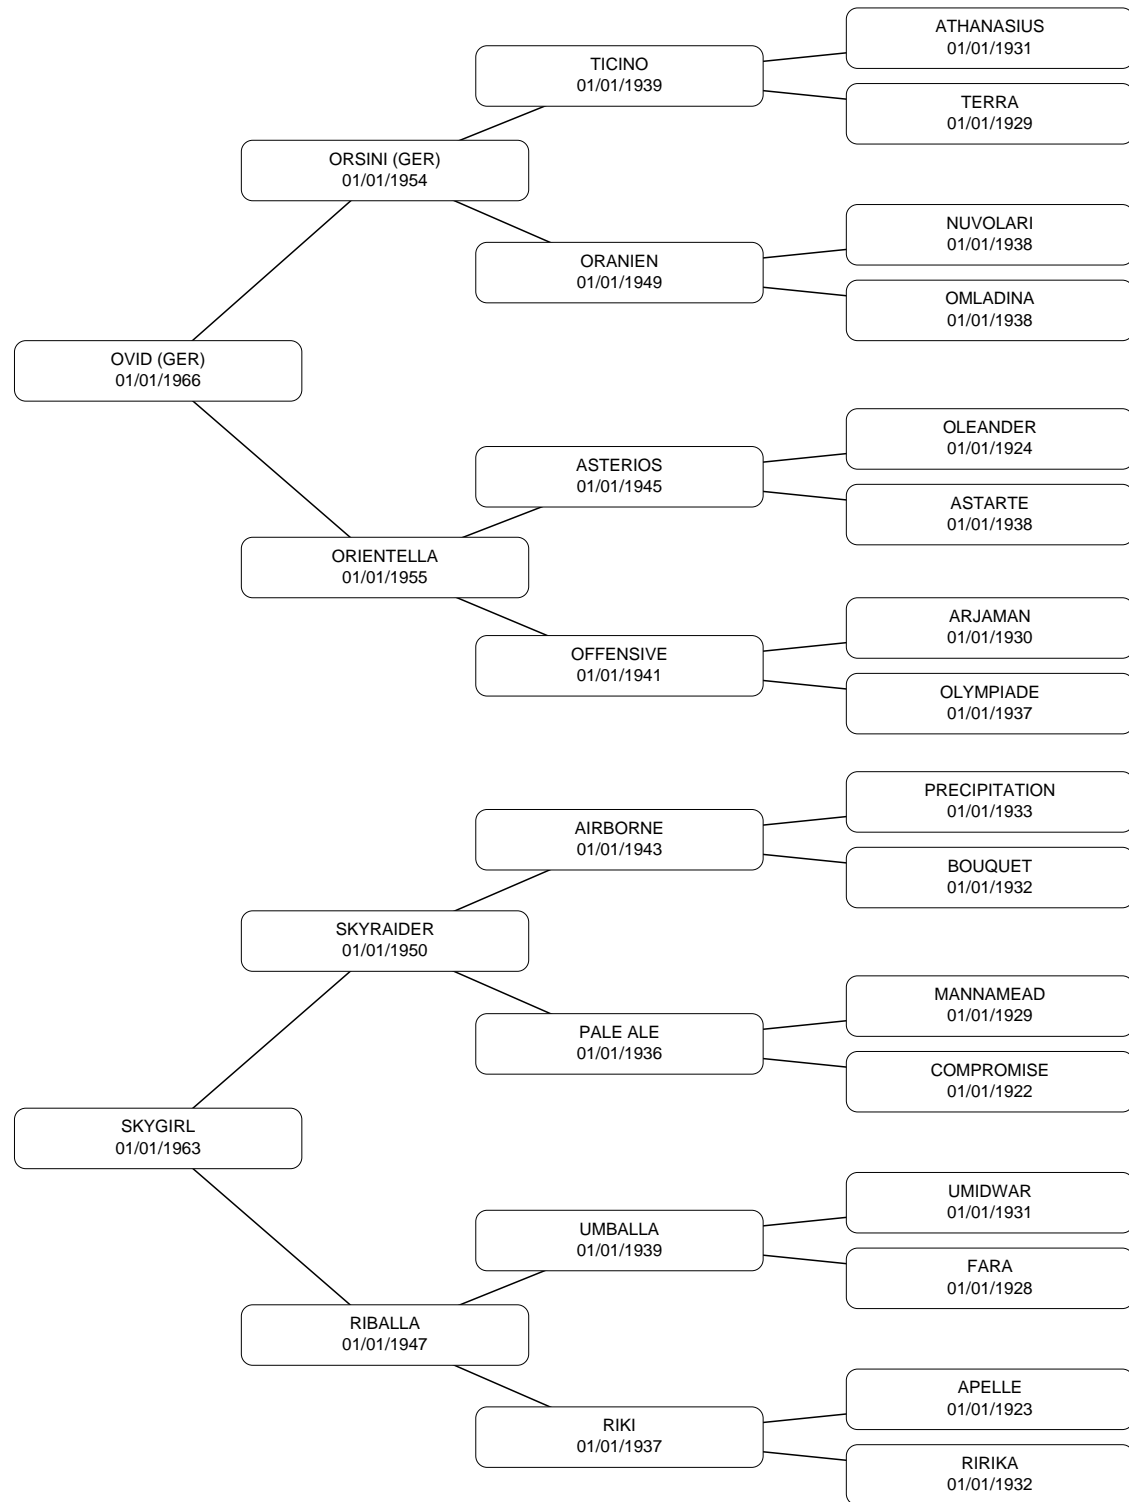 ATHANASIUS
01/01/1931
TICINO
01/01/1939
TERRA
01/01/1929
ORSINI (GER)
01/01/1954
NUVOLARI
01/01/1938
ORANIEN
01/01/1949
OMLADINA
01/01/1938
OVID (GER)
01/01/1966
OLEANDER
01/01/1924
ASTERIOS
01/01/1945
ASTARTE
01/01/1938
ORIENTELLA
01/01/1955
ARJAMAN
01/01/1930
OFFENSIVE
01/01/1941
OLYMPIADE
01/01/1937
PRECIPITATION
01/01/1933
AIRBORNE
01/01/1943
BOUQUET
01/01/1932
SKYRAIDER
01/01/1950
MANNAMEAD
01/01/1929
PALE ALE
01/01/1936
COMPROMISE
01/01/1922
SKYGIRL
01/01/1963
UMIDWAR
01/01/1931
UMBALLA
01/01/1939
FARA
01/01/1928
RIBALLA
01/01/1947
APELLE
01/01/1923
RIKI
01/01/1937
RIRIKA
01/01/1932